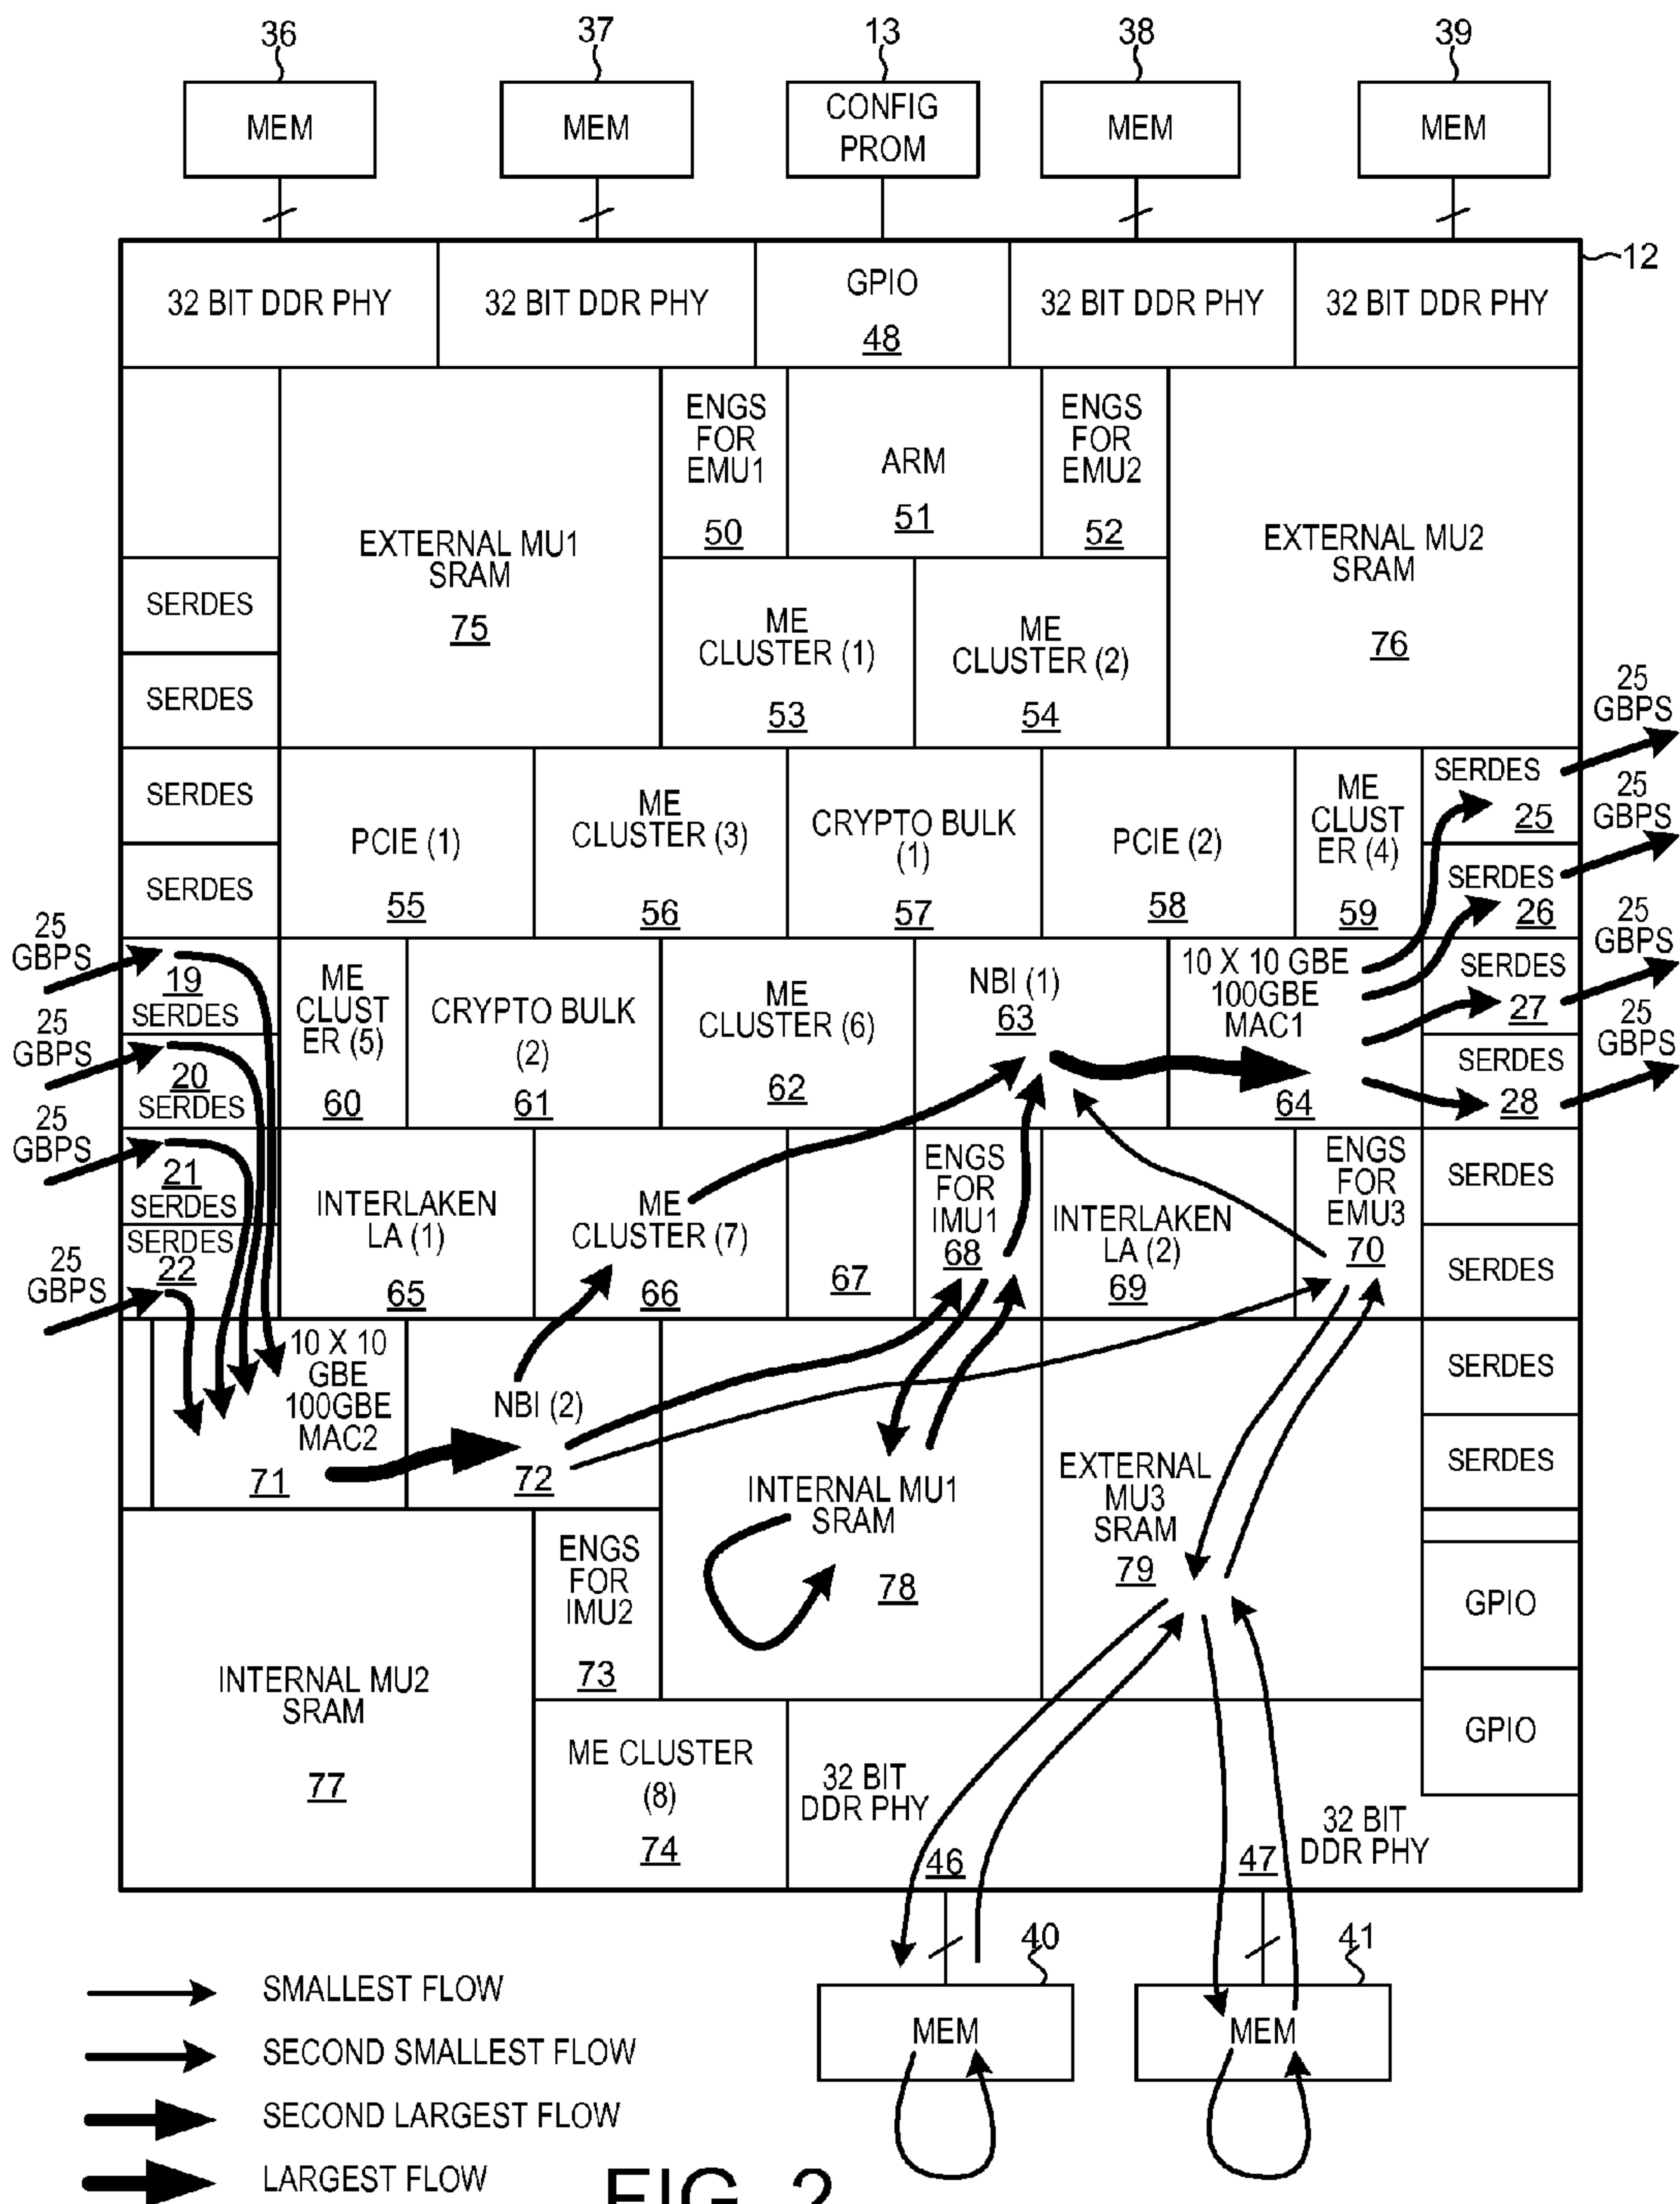 36
37
13
38
39
MEM
MEM
CONFIG
PROM
MEM
MEM
12
32 BIT DDR PHY
32 BIT DDR PHY
GPIO
48
32 BIT DDR PHY
32 BIT DDR PHY
EXTERNAL MU1
SRAM
75
ENGS
FOR
EMU1
50
ARM
51
ENGS
FOR
EMU2
52
EXTERNAL MU2
SRAM
76
SERDES
SERDES
ME
CLUSTER (1)
53
ME
CLUSTER (2)
54
25
GBPS
SERDES
SERDES
PCIE (1)
55
ME
CLUSTER (3)
56
CRYPTO BULK
(1)
57
PCIE (2)
58
ME
CLUST
ER (4)
59
SERDES
25
25
GBPS
SERDES
26
25
GBPS
25
GBPS
19
SERDES
25
GBPS
20
SERDES
ME
CLUST
ER (5)
60
CRYPTO BULK
(2)
61
ME
CLUSTER (6)
62
NBI (1)
63
10 X 10 GBE
100GBE
MAC1
64
SERDES
27
25
GBPS
SERDES
28
25
GBPS
21
SERDES
25
GBPS
SERDES
22
INTERLAKEN
LA (1)
65
ME
CLUSTER (7)
66
67
ENGS
FOR
IMU1
68
INTERLAKEN
LA (2)
69
ENGS
FOR
EMU3
70
SERDES
SERDES
10 X 10
GBE
100GBE
MAC2
71
NBI (2)
72
INTERNAL MU1
SRAM
78
EXTERNAL
MU3
SRAM
79
SERDES
SERDES
INTERNAL MU2
SRAM
77
ENGS
FOR
IMU2
73
GPIO
GPIO
ME CLUSTER
(8)
74
32 BIT
DDR PHY
46
47
32 BIT
DDR PHY
40
41
MEM
MEM
SMALLEST FLOW
SECOND SMALLEST FLOW
SECOND LARGEST FLOW
LARGEST FLOW
FIG. 2